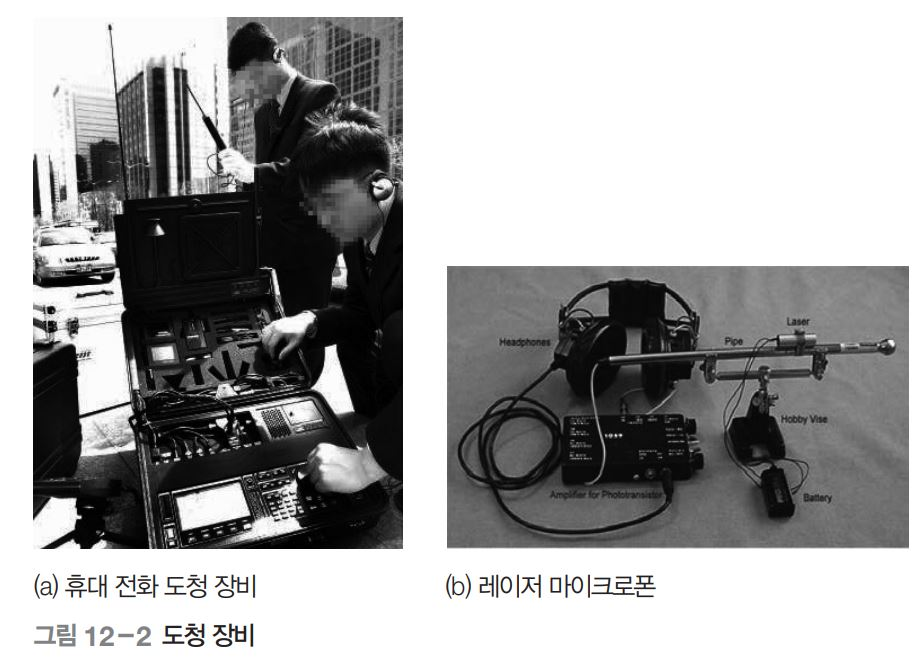 Headphones
Pipe
Laser
Hobby Vise
Amplifier for Phototransistor
Battery
(a) 휴대 전화 도청 장비
(b) 레이저 마이크로폰
그림 12-2 도청 장비